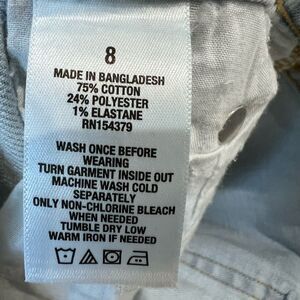 8
MADE IN BANGLADESH
75% COTTON
24% POLYESTER
1% ELASTANE
RN154379
WASH ONCE BEFORE
WEARING
TURN GARMENT INSIDE OUT
MACHINE WASH COLD
SEPARATELY
ONLY NON-CHLORINE BLEACH
WHEN NEEDED
TUMBLE DRY LOW
WARM IRON IF NEEDED